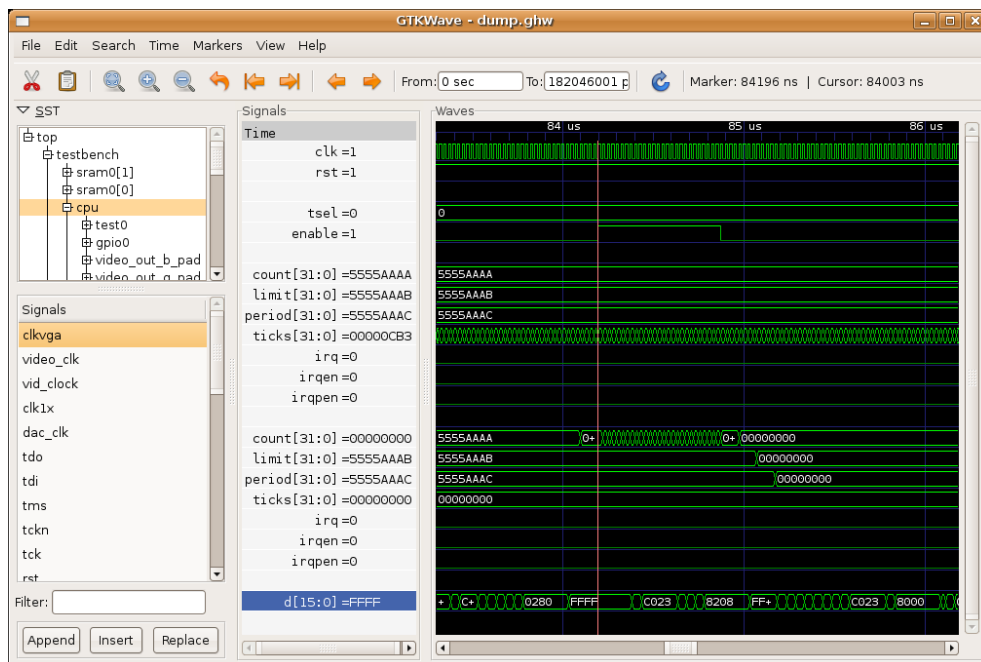 GTKWave - dump.ghw
File Edit Search Time Markers View Help
From: 0 sec To: 182046001 p Marker: 84196 ns | Cursor: 84003 ns
SST
top
testbench
sram0[1]
sram0[0]
cpu
test0
gpio0
video_out_b_pad
video_out_g_pad
Signals
clkvga
video_clk
vid_clock
clk1x
dac_clk
tdo
tdi
tms
tckn
tck
rst
Filter:
Append Insert Replace
Signals
Time
clk =1
rst =1
tsel =0
enable =1
count[31:0] =5555AAAA
limit[31:0] =5555AAAB
period[31:0] =5555AAAC
ticks[31:0] =00000CB3
irq =0
irqen =0
irqpen =0
count[31:0] =00000000
limit[31:0] =5555AAAB
period[31:0] =5555AAAC
ticks[31:0] =00000000
irq =0
irqen =0
irqpen =0
d[15:0] =FFFF
Waves
84 us 85 us 86 us
0
5555AAAA
5555AAAB
5555AAAC
5555AAAA 0+ 0+ 00000000
5555AAAB 00000000
5555AAAC 00000000
00000000
+ C+ 0280 FFFF C023 8208 FF+ C023 8000